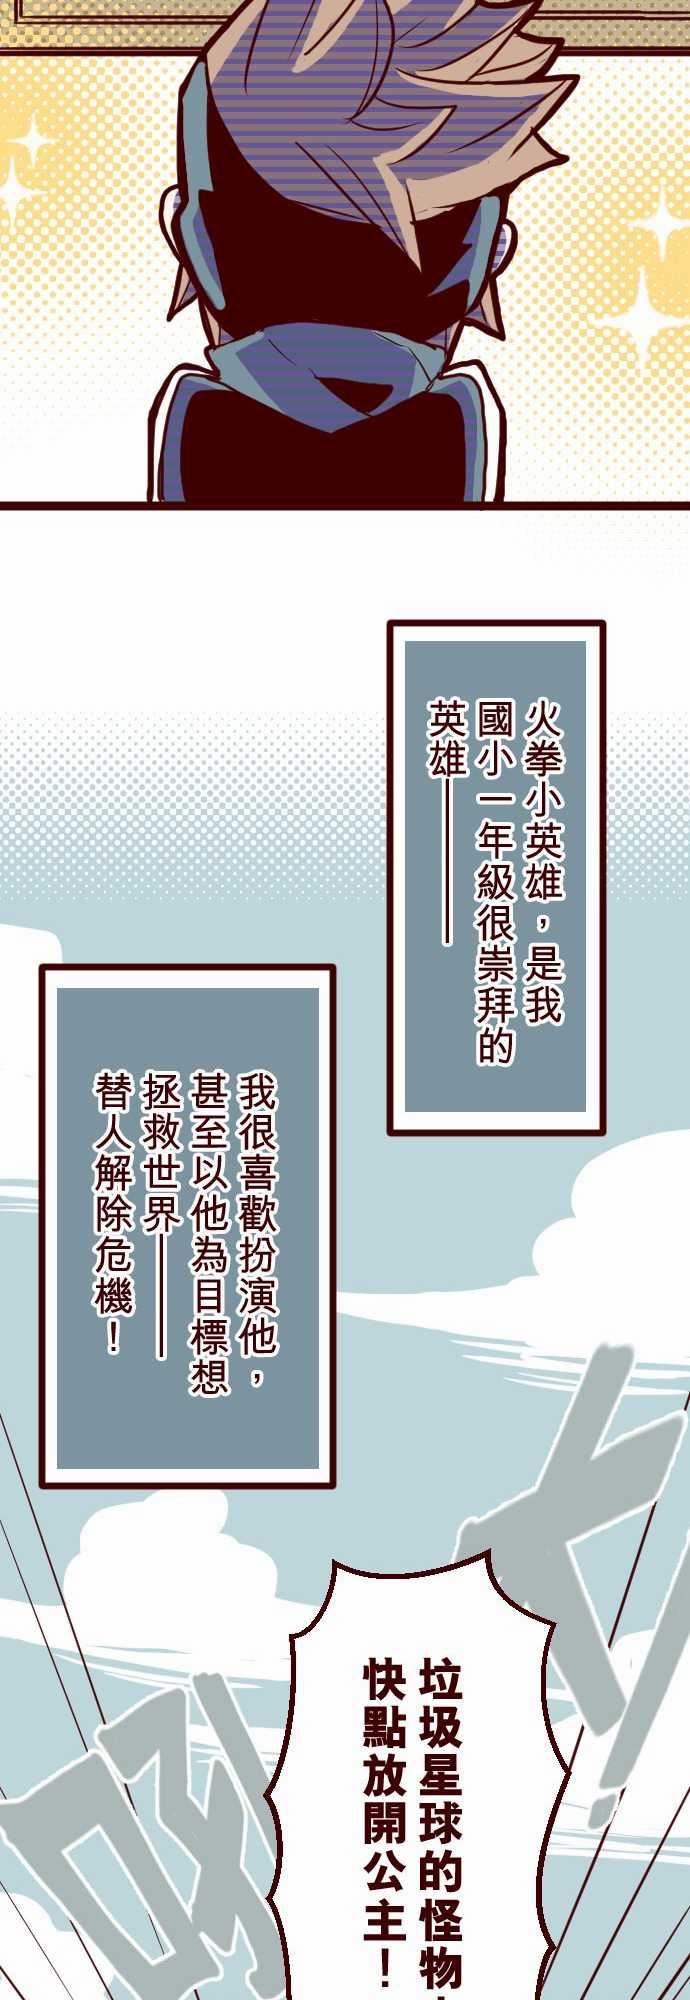 火拳小英雄，是我
國小一年級很崇拜的
英雄——
我很喜歡扮演他，
甚至以他為目標想
拯救世界——
替人解除危機！
垃圾星球的怪物
快點放開公主！